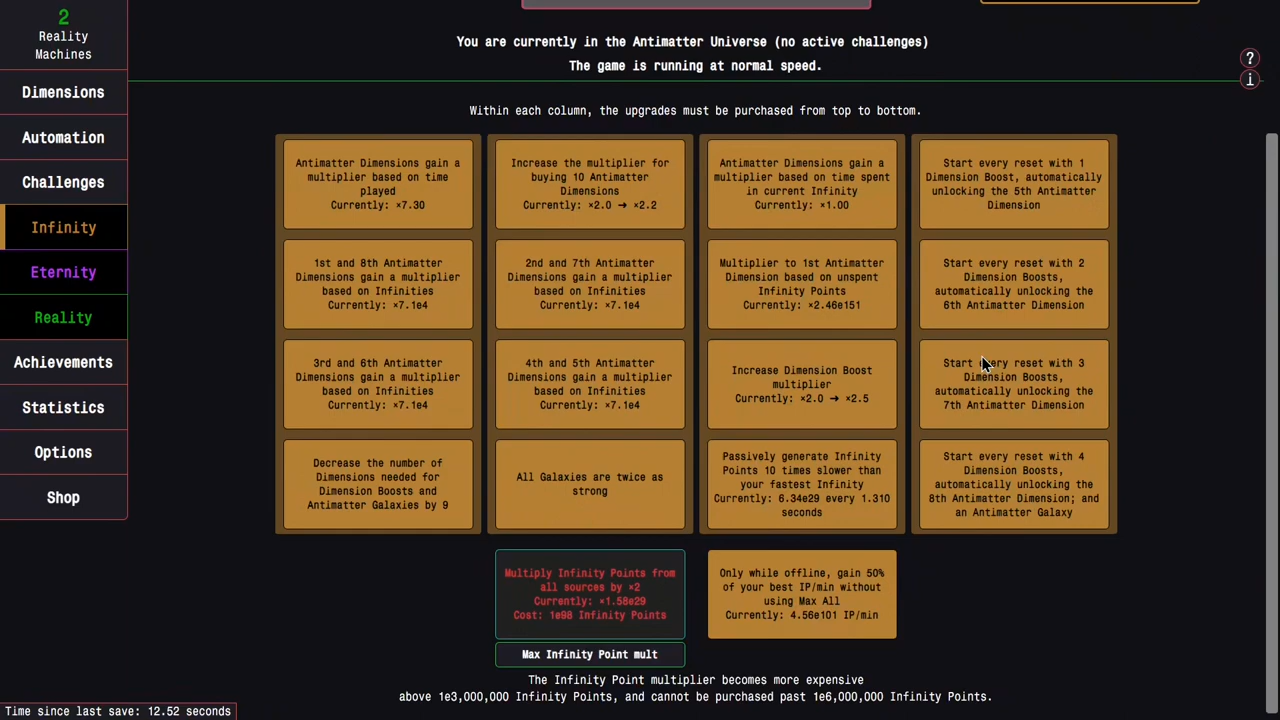 2
Reality
Machines
Dimensions
Automation
Challenges
Infinity
Eternity
Reality
Achievements
Statistics
Options
Shop
You are currently in the Antimatter Universe (no active challenges)
The game is running at normal speed.
?
i
Within each column, the upgrades must be purchased from top to bottom.
Antimatter Dimensions gain a
multiplier based on time
played
Currently: ×7.30
Increase the multiplier for
buying 10 Antimatter
Dimensions
Currently: ×2.0 → ×2.2
Antimatter Dimensions gain a
multiplier based on time spent
in current Infinity
Currently: ×1.00
Start every reset with 1
Dimension Boost, automatically
unlocking the 5th Antimatter
Dimension
1st and 8th Antimatter
Dimensions gain a multiplier
based on Infinities
Currently: ×7.1e4
2nd and 7th Antimatter
Dimensions gain a multiplier
based on Infinities
Currently: ×7.1e4
Multiplier to 1st Antimatter
Dimension based on unspent
Infinity Points
Currently: ×2.46e151
Start every reset with 2
Dimension Boosts,
automatically unlocking the
6th Antimatter Dimension
3rd and 6th Antimatter
Dimensions gain a multiplier
based on Infinities
Currently: ×7.1e4
4th and 5th Antimatter
Dimensions gain a multiplier
based on Infinities
Currently: ×7.1e4
Increase Dimension Boost
multiplier
Currently: ×2.0 → ×2.5
Start every reset with 3
Dimension Boosts,
automatically unlocking the
7th Antimatter Dimension
Decrease the number of
Dimensions needed for
Dimension Boosts and
Antimatter Galaxies by 9
All Galaxies are twice as
strong
Passively generate Infinity
Points 10 times slower than
your fastest Infinity
Currently: 6.34e29 every 1.310
seconds
Start every reset with 4
Dimension Boosts,
automatically unlocking the
8th Antimatter Dimension; and
an Antimatter Galaxy
Multiply Infinity Points from
all sources by ×2
Currently: ×1.58e29
Cost: 1e98 Infinity Points
Only while offline, gain 50%
of your best IP/min without
using Max All
Currently: 4.56e101 IP/min
Max Infinity Point mult
The Infinity Point multiplier becomes more expensive
above 1e3,000,000 Infinity Points, and cannot be purchased past 1e6,000,000 Infinity Points.
Time since last save: 12.52 seconds